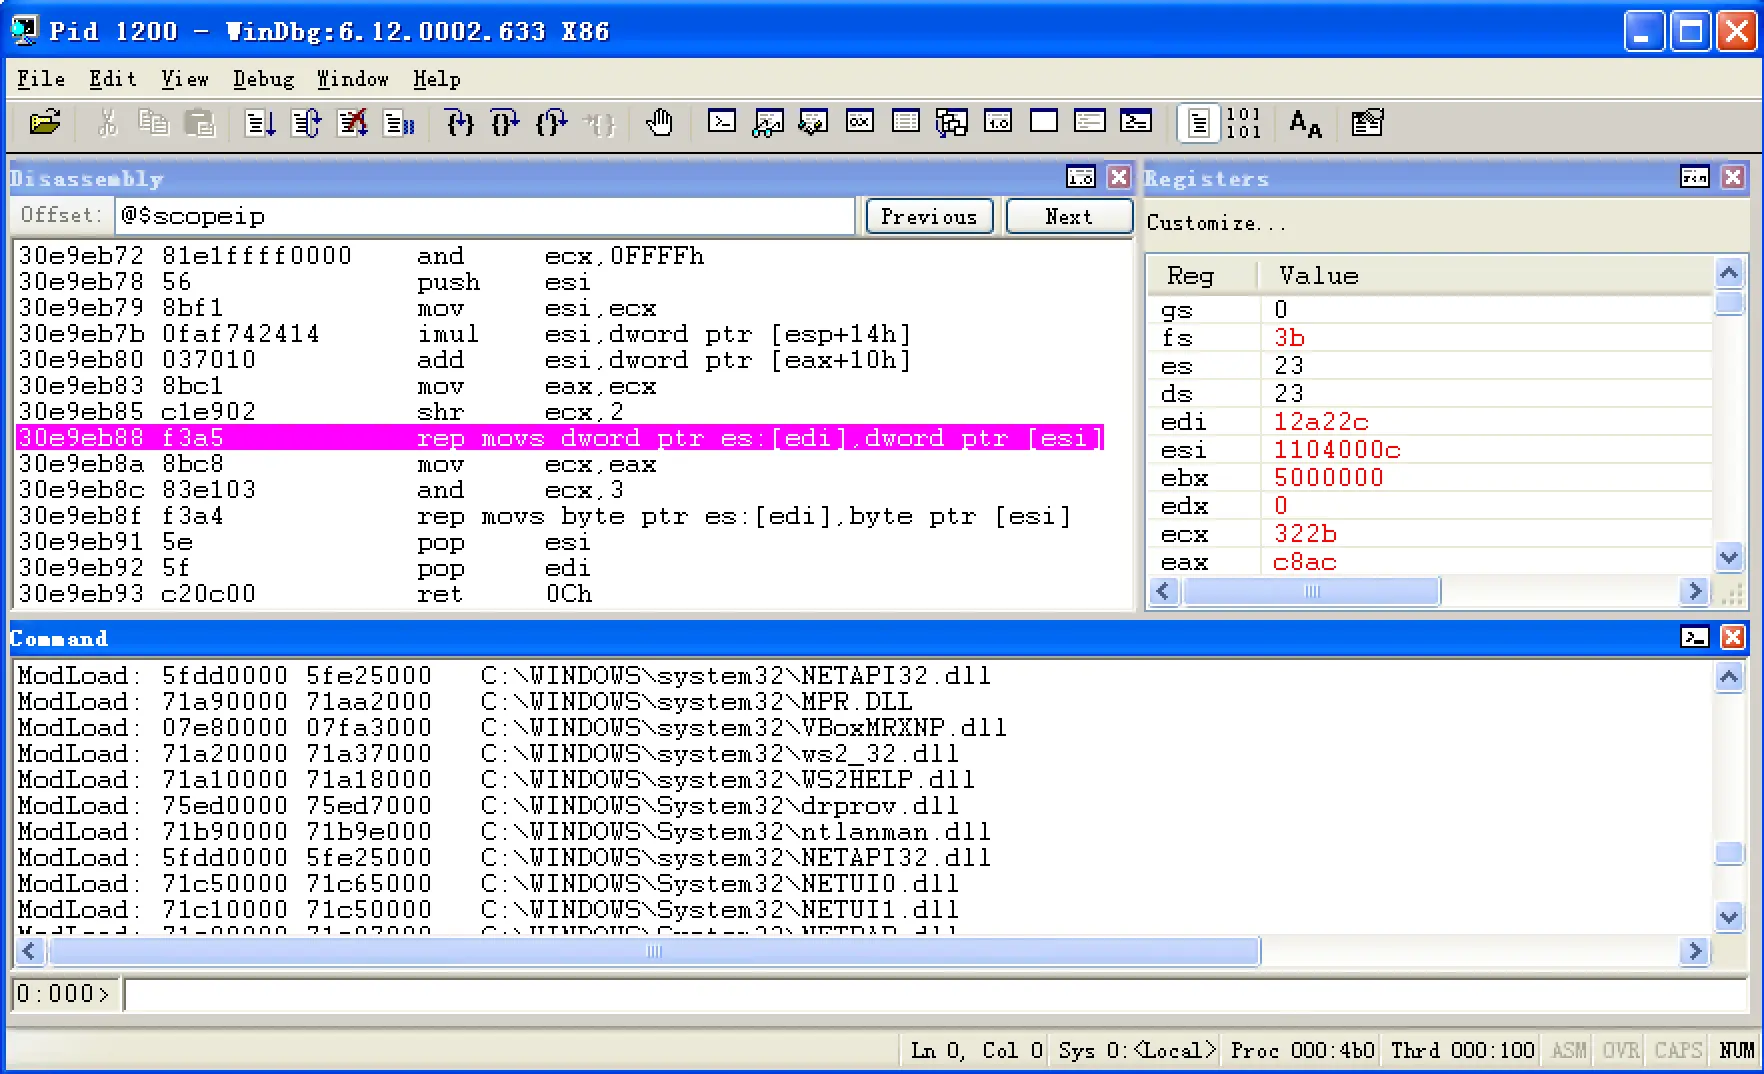 Pid 1200 - WinDbg:6.12.0002.633 X86
File Edit View Debug Window Help
Disassembly
Offset: @$scopeip Previous Next
30e9eb72 81e1ffff0000 and ecx,0FFFFh
30e9eb78 56 push esi
30e9eb79 8bf1 mov esi,ecx
30e9eb7b 0faf742414 imul esi,dword ptr [esp+14h]
30e9eb80 037010 add esi,dword ptr [eax+10h]
30e9eb83 8bc1 mov eax,ecx
30e9eb85 c1e902 shr ecx,2
30e9eb88 f3a5 rep movs dword ptr es:[edi],dword ptr [esi]
30e9eb8a 8bc8 mov ecx,eax
30e9eb8c 83e103 and ecx,3
30e9eb8f f3a4 rep movs byte ptr es:[edi],byte ptr [esi]
30e9eb91 5e pop esi
30e9eb92 5f pop edi
30e9eb93 c20c00 ret 0Ch
Registers
Customize...
Reg Value
gs 0
fs 3b
es 23
ds 23
edi 12a22c
esi 1104000c
ebx 5000000
edx 0
ecx 322b
eax c8ac
Command
ModLoad: 5fdd0000 5fe25000 C:\WINDOWS\system32\NETAPI32.dll
ModLoad: 71a90000 71aa2000 C:\WINDOWS\system32\MPR.DLL
ModLoad: 07e80000 07fa3000 C:\WINDOWS\system32\VBoxMRXNP.dll
ModLoad: 71a20000 71a37000 C:\WINDOWS\system32\ws2_32.dll
ModLoad: 71a10000 71a18000 C:\WINDOWS\system32\WS2HELP.dll
ModLoad: 75ed0000 75ed7000 C:\WINDOWS\System32\drprov.dll
ModLoad: 71b90000 71b9e000 C:\WINDOWS\System32\ntlanman.dll
ModLoad: 5fdd0000 5fe25000 C:\WINDOWS\system32\NETAPI32.dll
ModLoad: 71c50000 71c65000 C:\WINDOWS\System32\NETUI0.dll
ModLoad: 71c10000 71c50000 C:\WINDOWS\System32\NETUI1.dll
0:000>
Ln 0, Col 0 Sys 0:<Local> Proc 000:4b0 Thrd 000:100 ASM OVR CAPS NUM